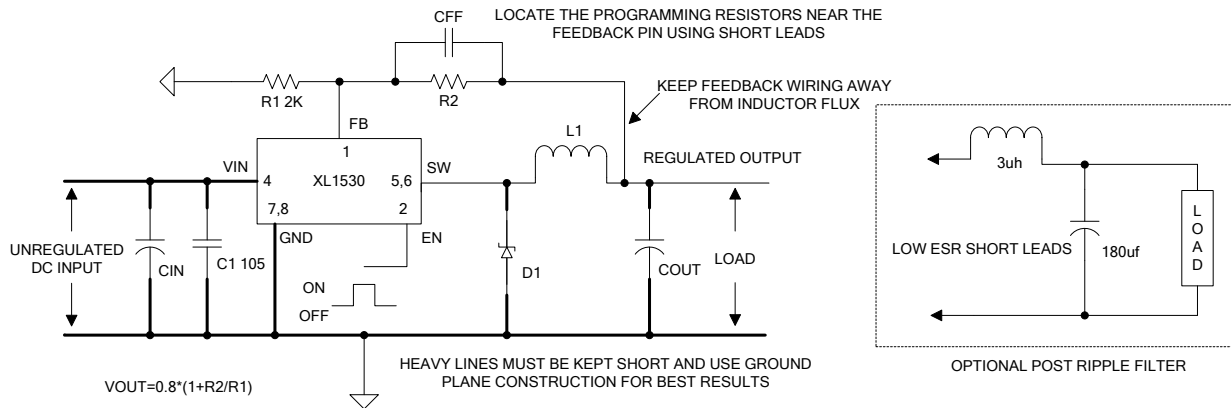 CFF
LOCATE THE PROGRAMMING RESISTORS NEAR THE
FEEDBACK PIN USING SHORT LEADS
R1 2K
R2
KEEP FEEDBACK WIRING AWAY
FROM INDUCTOR FLUX
FB
1
L1
VIN
SW
REGULATED OUTPUT
4
XL1530
5,6
7,8
2
GND
EN
UNREGULATED
DC INPUT
CIN
C1 105
ON
OFF
D1
COUT
LOAD
HEAVY LINES MUST BE KEPT SHORT AND USE GROUND
PLANE CONSTRUCTION FOR BEST RESULTS
VOUT=0.8*(1+R2/R1)
3uh
LOW ESR SHORT LEADS
180uf
LOAD
OPTIONAL POST RIPPLE FILTER